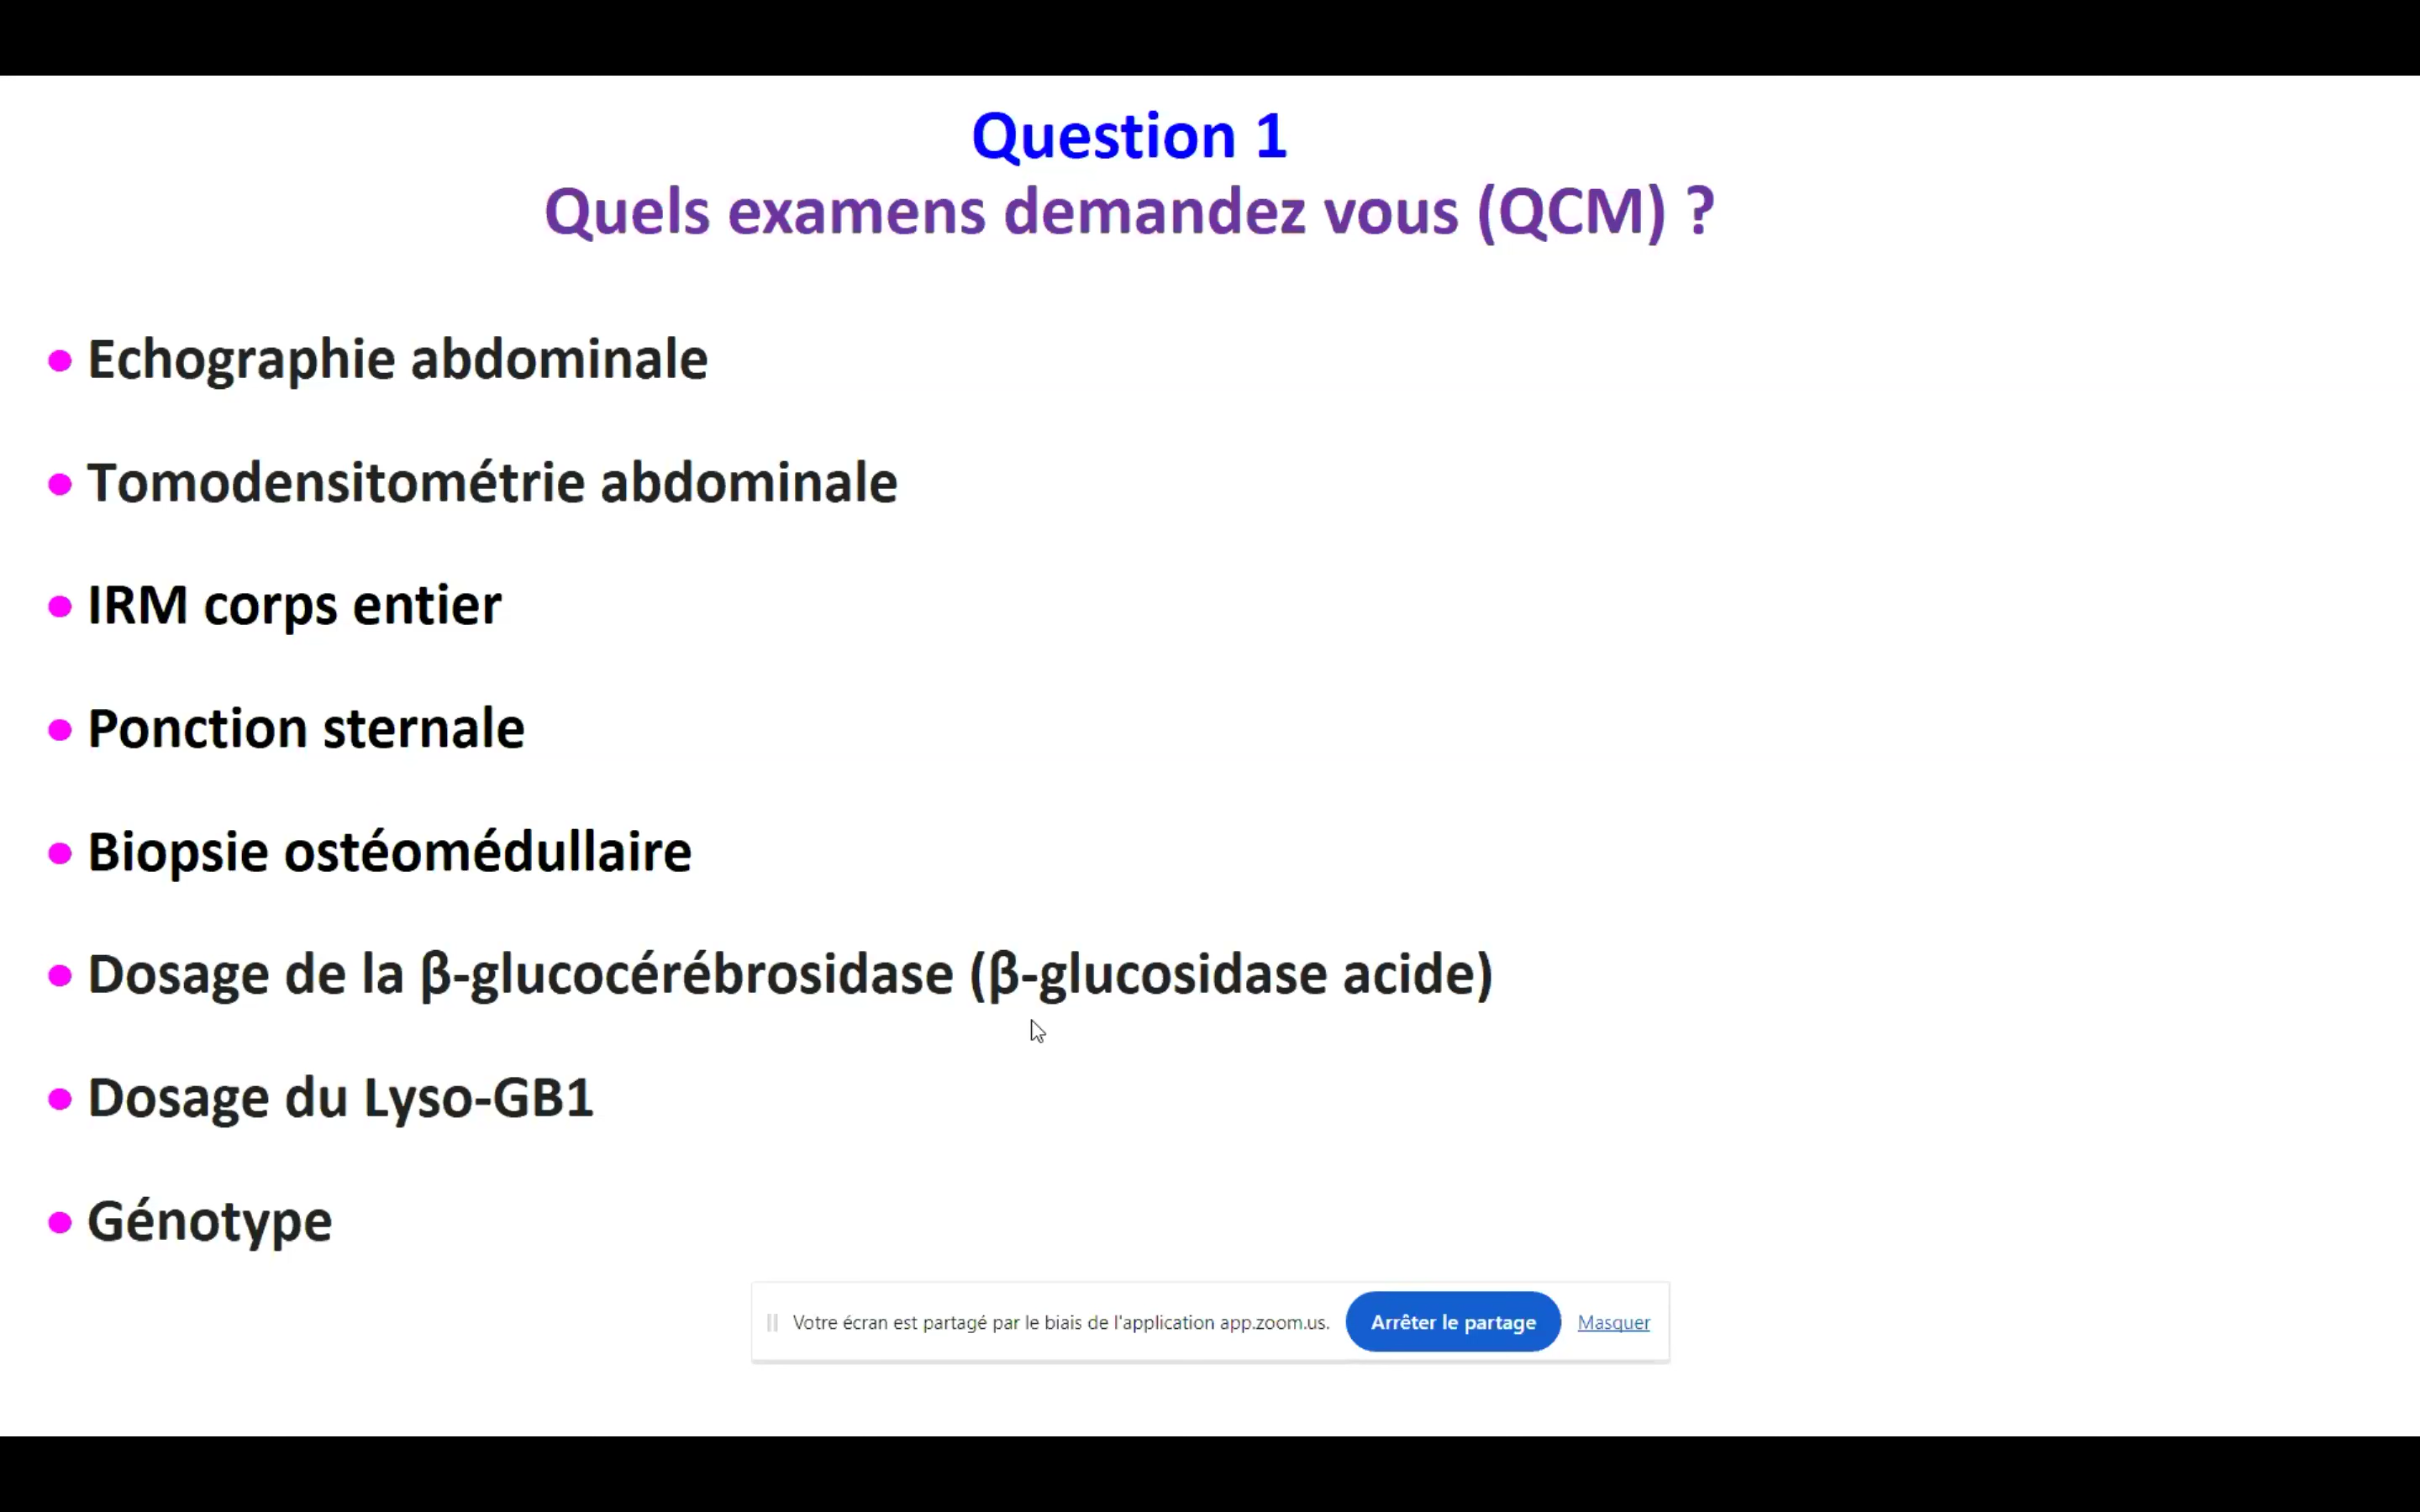 Question 1
Quels examens demandez vous (QCM) ?
• Echographie abdominale
• Tomodensitométrie abdominale
• IRM corps entier
• Ponction sternale
• Biopsie ostéomédullaire
• Dosage de la β-glucocérébrosidase (β-glucosidase acide)
• Dosage du Lyso-GB1
• Génotype
Votre écran est partagé par le biais de l'application app.zoom.us. Arrêter le partage Masquer